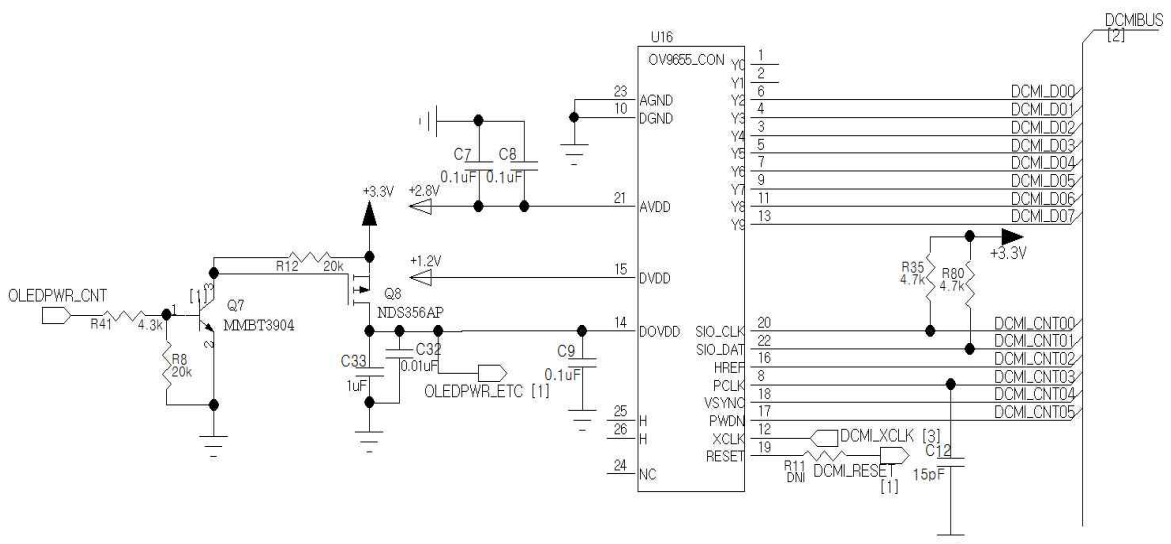 DCMIBUS
[2]
U16
OV9655_CON
Y0 1
Y1 2
23 AGND
Y2 6 DCMI_D00
10 DGND
Y3 4 DCMI_D01
Y4 3 DCMI_D02
Y5 5 DCMI_D03
Y6 7 DCMI_D04
Y7 9 DCMI_D05
Y8 11 DCMI_D06
Y9 13 DCMI_D07
C7 C8
0.1uF 0.1uF
+3.3V +2.8V
21 AVDD
+1.2V
15 DVDD
R12 20k
Q8
NDS356AP
OLEDPWR_CNT
R41 4.3k
1
[1]
3
Q7
MMBT3904
2
R8
20k
14 DOVDD
C33
1uF
C32
0.01uF
C9
0.1uF
OLEDPWR_ETC [1]
+3.3V
R35
4.7k
R80
4.7k
SIO_CLK 20 DCMI_CNT00
SIO_DAT 22 DCMI_CNT01
HREF 16 DCMI_CNT02
PCLK 8 DCMI_CNT03
VSYNC 18 DCMI_CNT04
PWDN 17 DCMI_CNT05
25 H
26 H
24 NC
XCLK 12 DCMI_XCLK [3]
RESET 19
R11
DNI
DCMI_RESET
[1]
C12
15pF